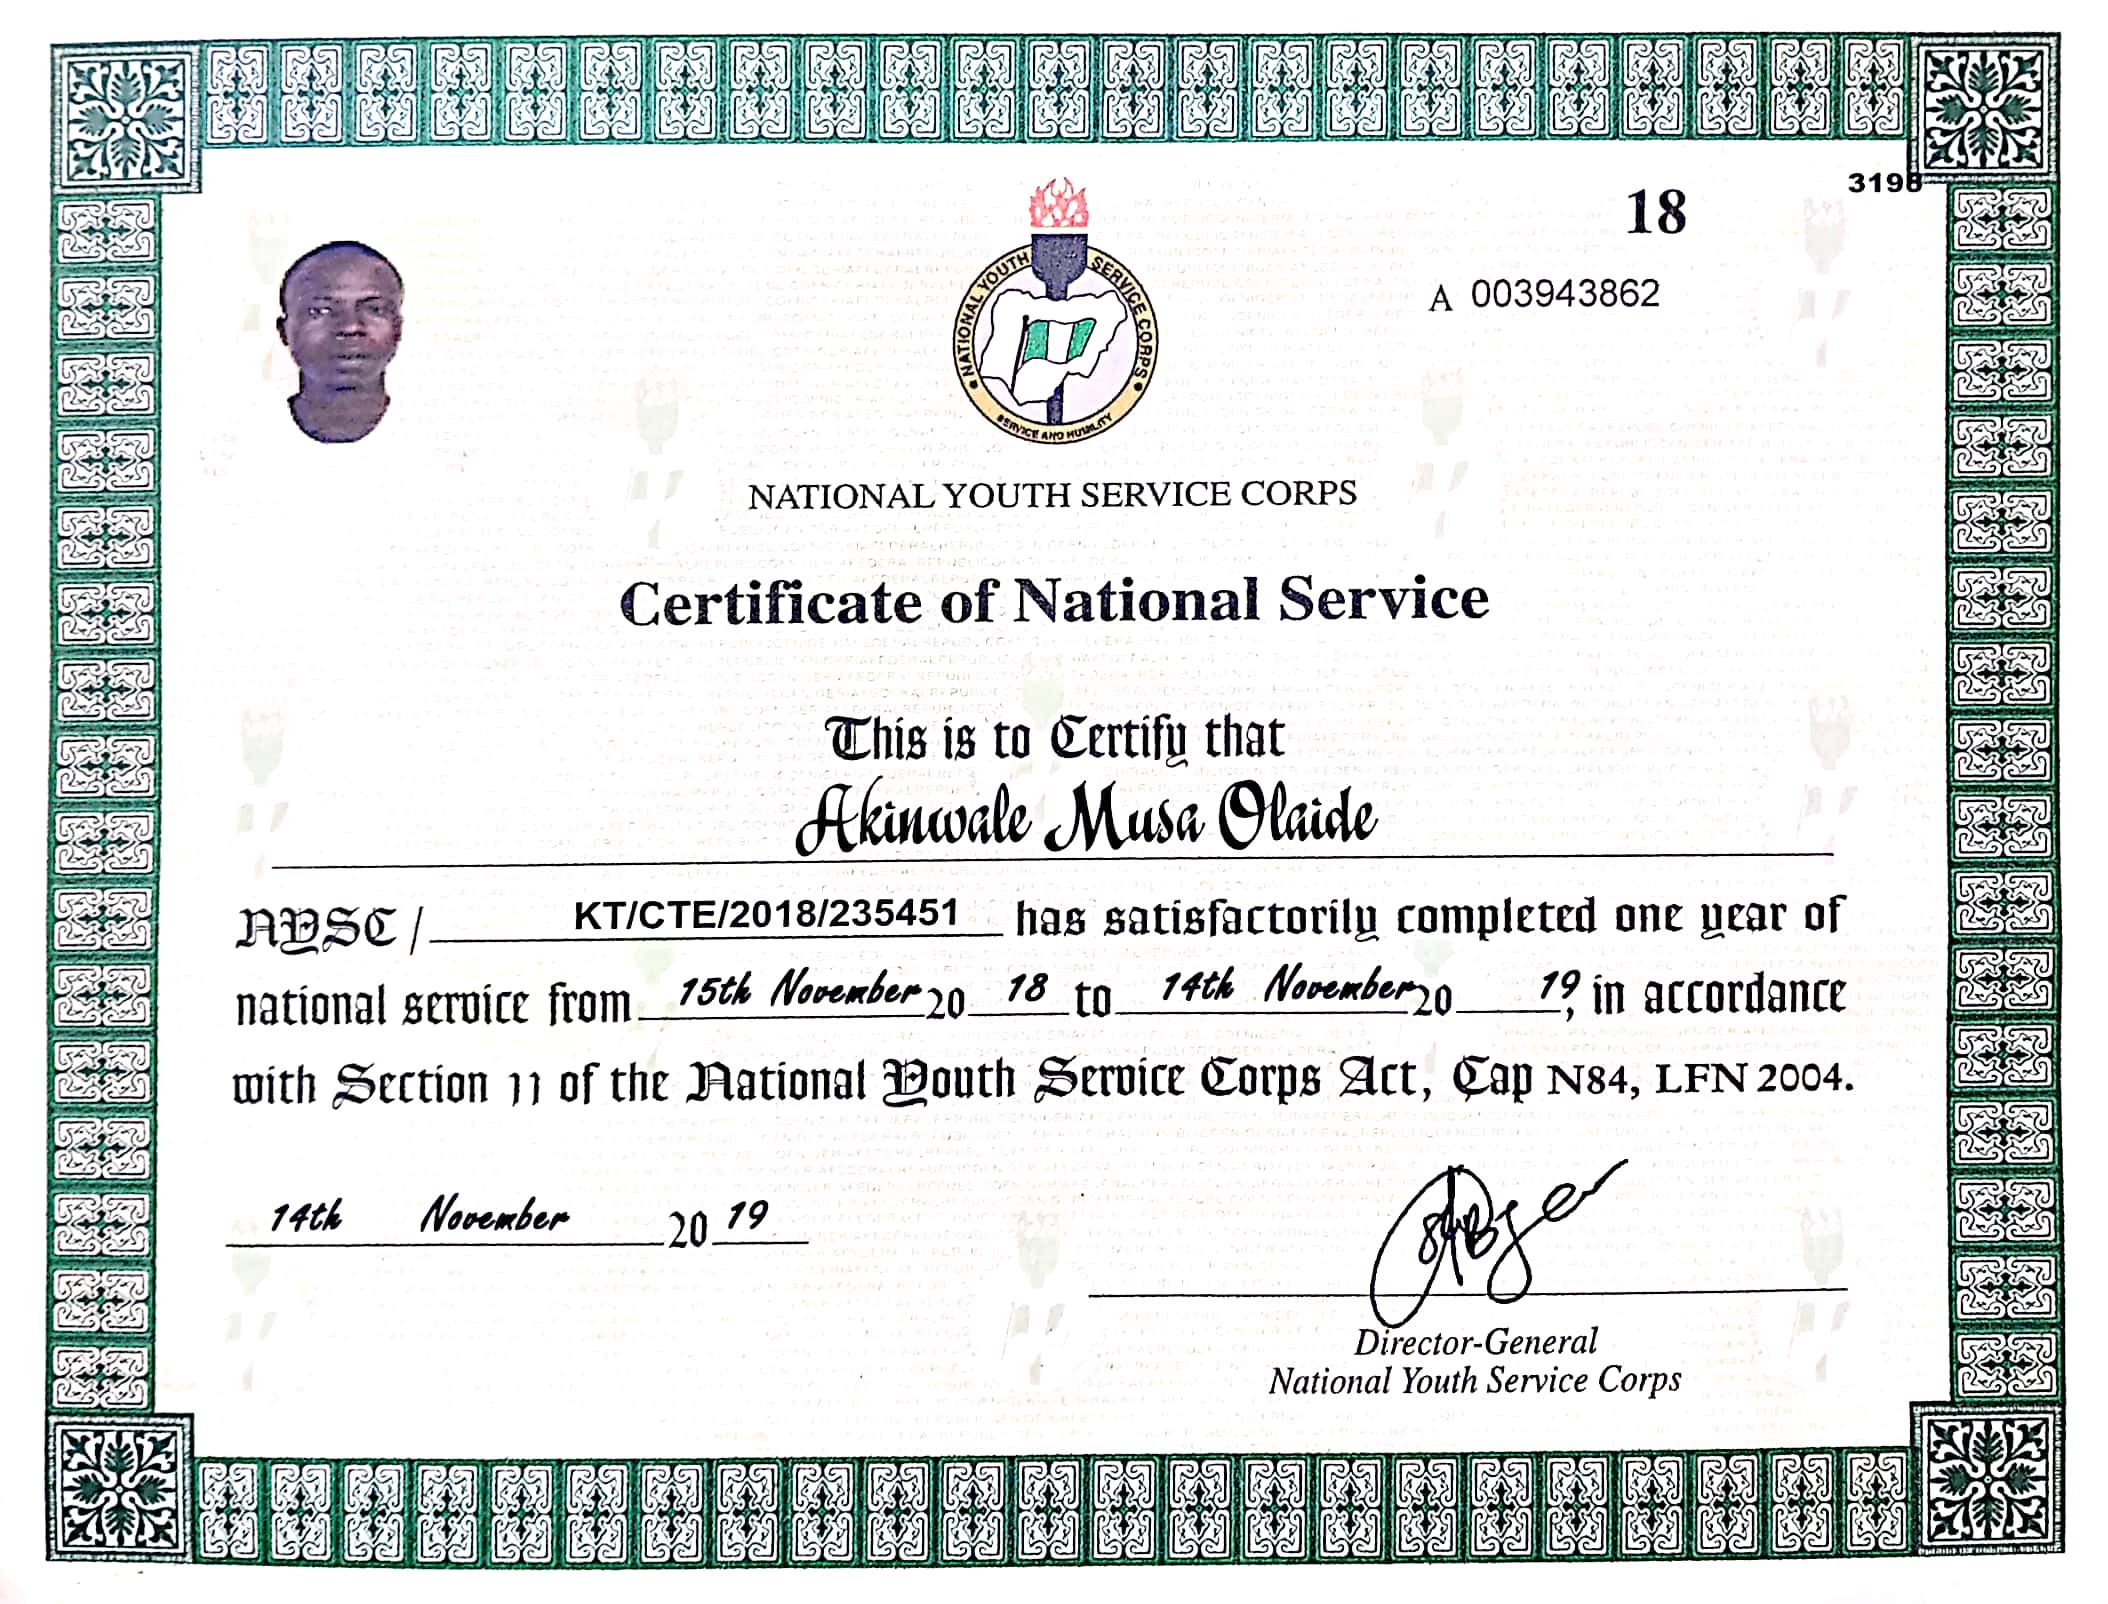 3198
18
A 003943862
NATIONAL YOUTH SERVICE CORPS
SERVICE AND HUMILITY
NATIONAL YOUTH SERVICE CORPS
Certificate of National Service
This is to Certify that
Akinwale Musa Olaide
NYSC / KT/CTE/2018/235451 has satisfactorily completed one year of
national service from 15th November 20 18 to 14th November 20 19, in accordance
with Section 11 of the National Youth Service Corps Act, Cap N84, LFN 2004.
14th November 20 19
Director-General
National Youth Service Corps